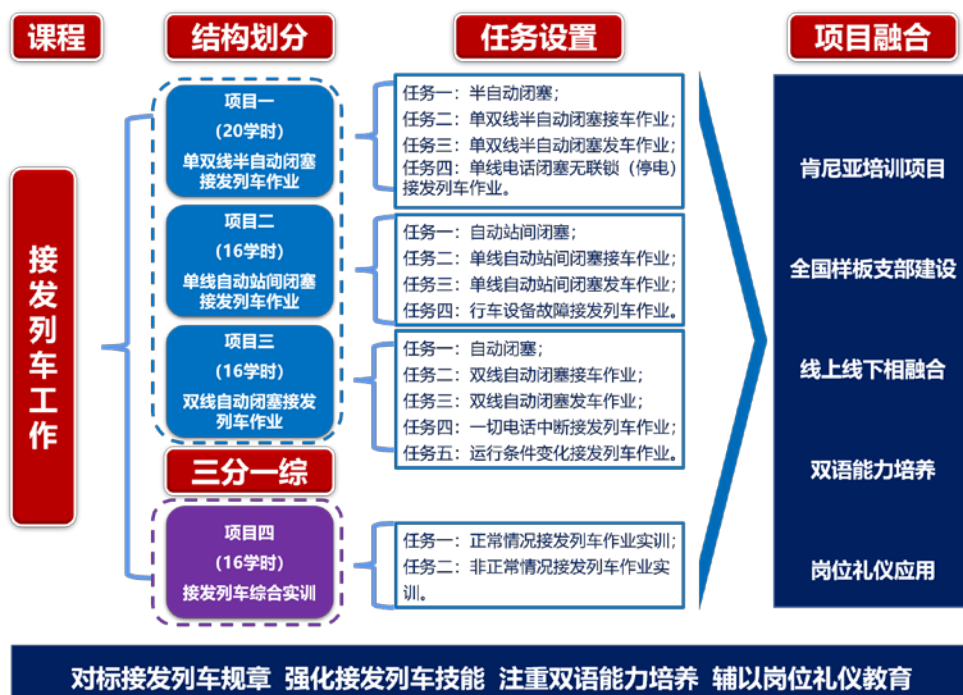 课程
结构划分
任务设置
项目融合
接发列车工作
项目一
(20学时)
单双线半自动闭塞
接发列车作业
任务一：半自动闭塞；
任务二：单双线半自动闭塞接车作业；
任务三：单双线半自动闭塞发车作业；
任务四：单线电话闭塞无联锁（停电）
接发列车作业。
项目二
(16学时)
单线自动站间闭塞
接发列车作业
任务一：自动站间闭塞；
任务二：单线自动站间闭塞接车作业；
任务三：单线自动站间闭塞发车作业；
任务四：行车设备故障接发列车作业。
项目三
(16学时)
双线自动闭塞接发
列车作业
任务一：自动闭塞；
任务二：双线自动闭塞接车作业；
任务三：双线自动闭塞发车作业；
任务四：一切电话中断接发列车作业；
任务五：运行条件变化接发列车作业。
三分一综
项目四
(16学时)
接发列车综合实训
任务一：正常情况接发列车作业实训；
任务二：非正常情况接发列车作业实
训。
肯尼亚培训项目
全国样板支部建设
线上线下相融合
双语能力培养
岗位礼仪应用
对标接发列车规章 强化接发列车技能 注重双语能力培养 辅以岗位礼仪教育